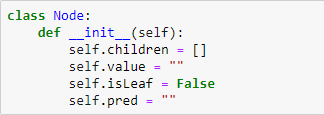 class Node:
    def __init__(self):
        self.children = []
        self.value = ""
        self.isLeaf = False
        self.pred = ""